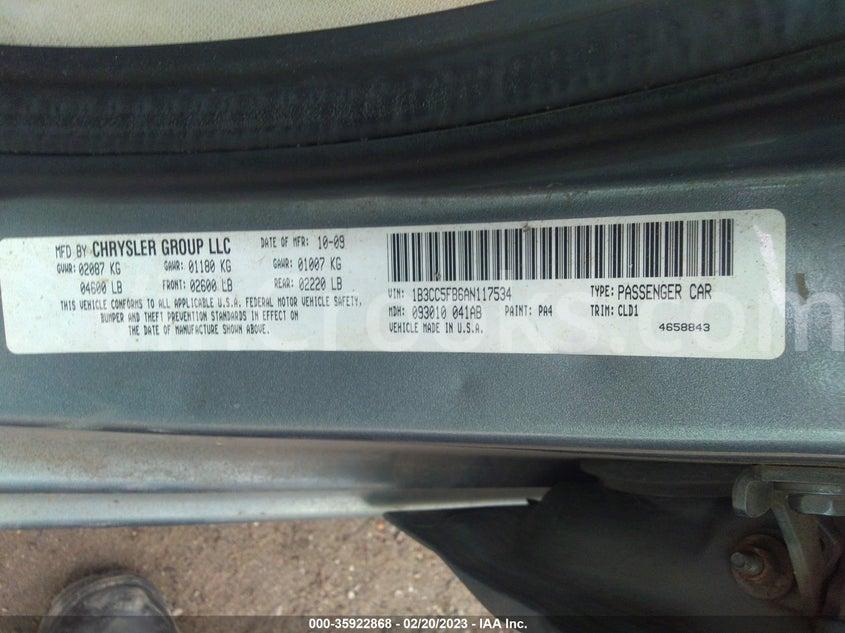 MFD BY CHRYSLER GROUP LLC DATE OF MFR: 10-09
GVWR: 02087 KG GAWR: 01180 KG GAWR: 01007 KG
04600 LB FRONT: 02600 LB REAR: 02220 LB
THIS VEHICLE CONFORMS TO ALL APPLICABLE U.S.A. FEDERAL MOTOR VEHICLE SAFETY,
BUMPER AND THEFT PREVENTION STANDARDS IN EFFECT ON
THE DATE OF MANUFACTURE SHOWN ABOVE.
VIN: 1B3CC5FB6AN117534 TYPE: PASSENGER CAR
MDH: 093010 041AB PAINT: PA4 TRIM: CLD1
VEHICLE MADE IN U.S.A. 4658843
000-35922868 - 02/20/2023 - IAA Inc.